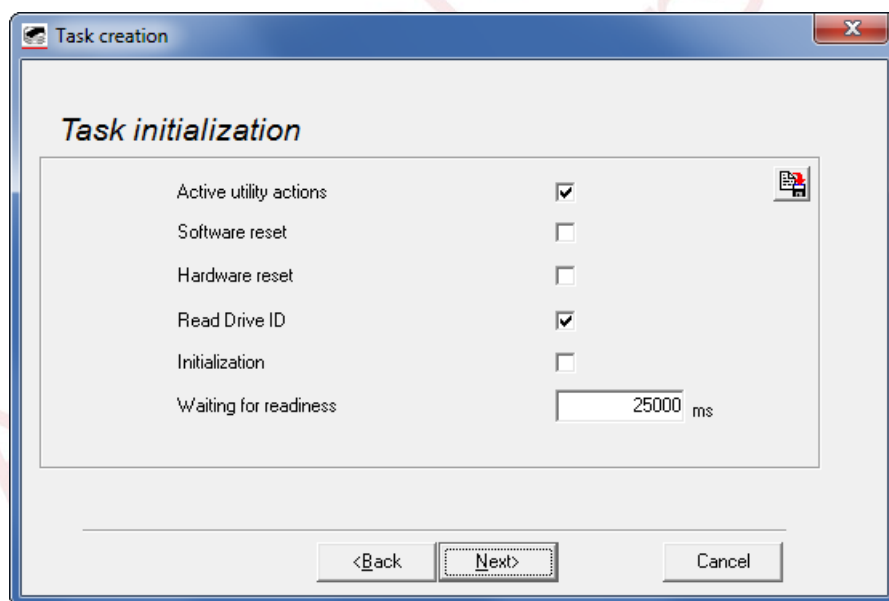 Task creation
Task initialization
Active utility actions
Software reset
Hardware reset
Read Drive ID
Initialization
Waiting for readiness 25000 ms
<Back Next> Cancel